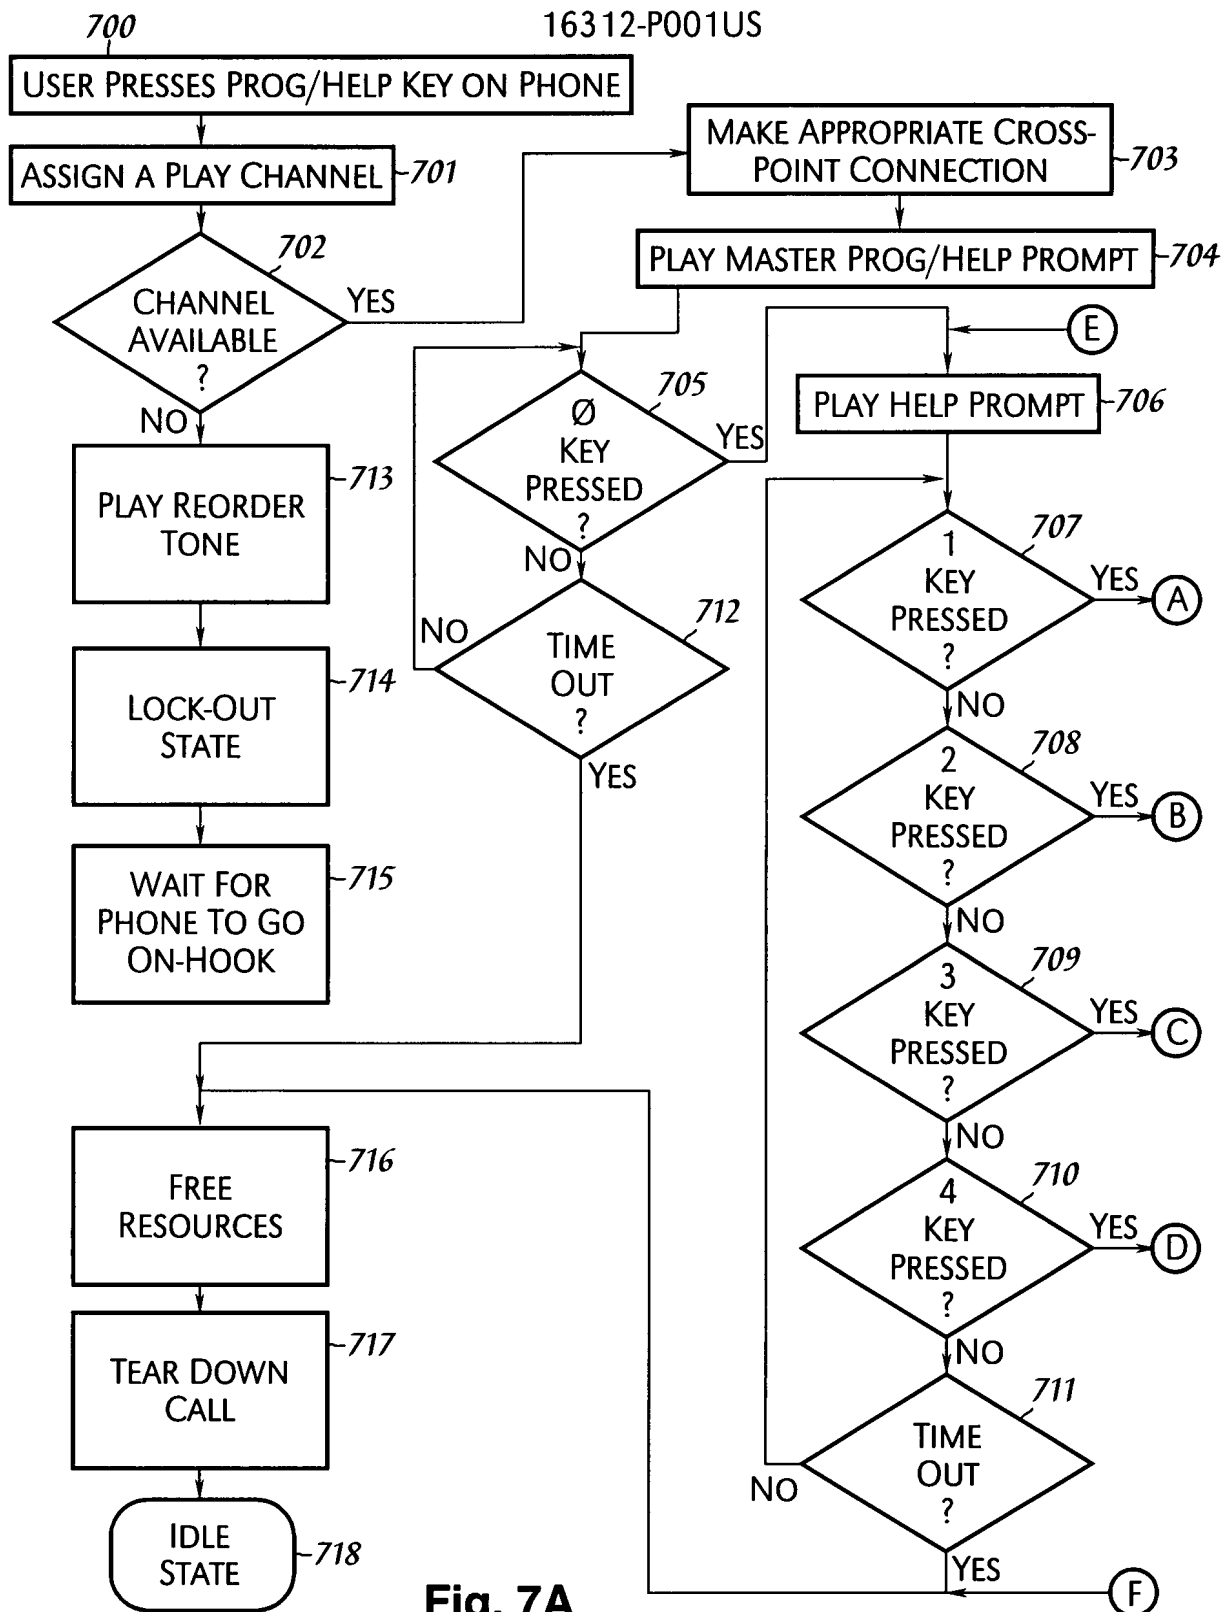 16312-P001US
700
USER PRESSES PROG/HELP KEY ON PHONE
ASSIGN A PLAY CHANNEL
701
702
CHANNEL
AVAILABLE
?
YES
NO
MAKE APPROPRIATE CROSS-
POINT CONNECTION
703
PLAY MASTER PROG/HELP PROMPT
704
E
705
Ø
KEY
PRESSED
?
YES
NO
PLAY HELP PROMPT
706
713
PLAY REORDER
TONE
707
1
KEY
PRESSED
?
YES
A
NO
712
TIME
OUT
?
NO
YES
714
LOCK-OUT
STATE
708
2
KEY
PRESSED
?
YES
B
NO
715
WAIT FOR
PHONE TO GO
ON-HOOK
709
3
KEY
PRESSED
?
YES
C
NO
716
FREE
RESOURCES
710
4
KEY
PRESSED
?
YES
D
NO
717
TEAR DOWN
CALL
711
TIME
OUT
?
NO
YES
IDLE
STATE
718
F
Fig. 7A